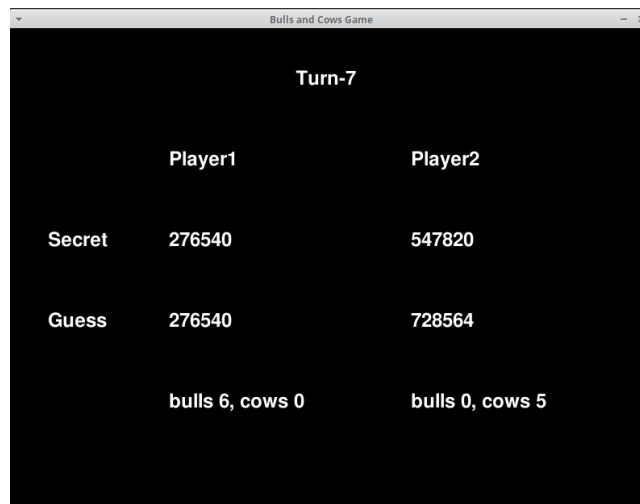 Bulls and Cows Game
Turn-7
Player1 Player2
Secret 276540 547820
Guess 276540 728564
bulls 6, cows 0 bulls 0, cows 5